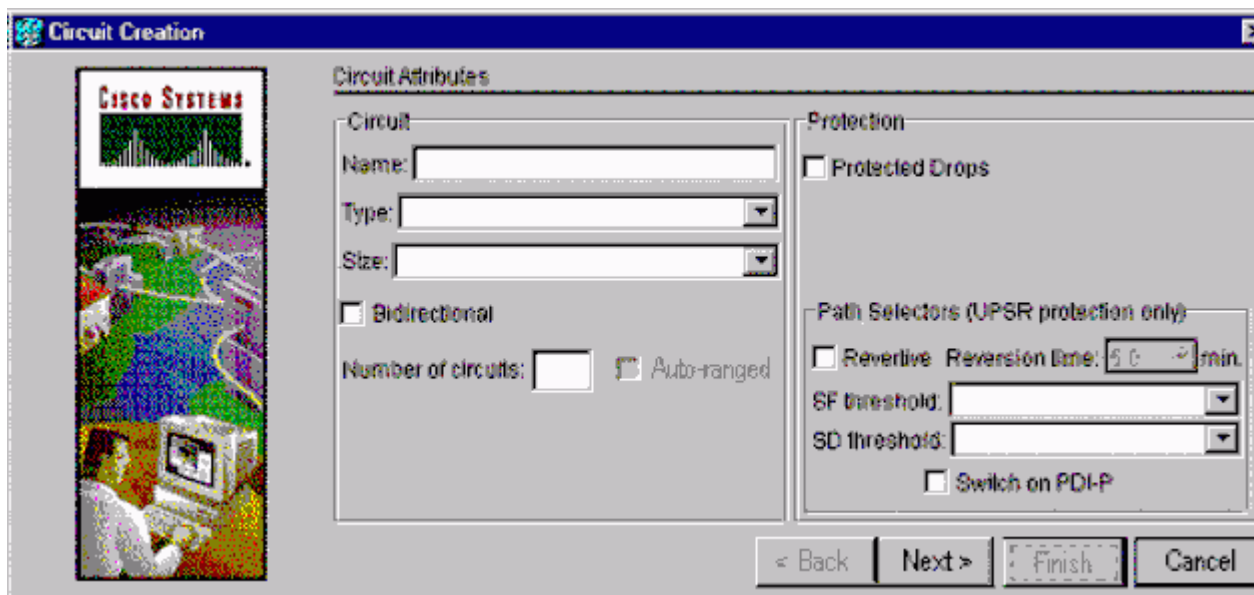 Circuit Creation
CISCO SYSTEMS
Circuit Attributes
Circuit
Name:
Type:
Size:
Bidirectional
Number of circuits:
Auto-ranged
Protection
Protected Drops
Path Selectors (UPSR protection only)
Revertive Reversion time: 5.0 min.
SF threshold:
SD threshold:
Switch on PDI-P
< Back
Next >
Finish
Cancel